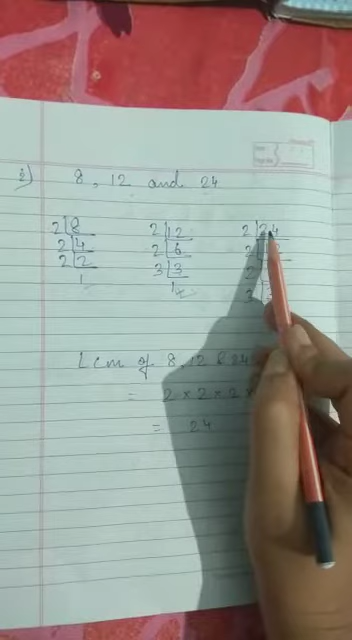 i) 8, 12 and 24
2 8 2 12 2 24
2 4 2 6 2
2 2 3 3 2
1 1 3 3
Lcm of 8, 12 & 24
= 2 × 2 × 2 ×
= 24